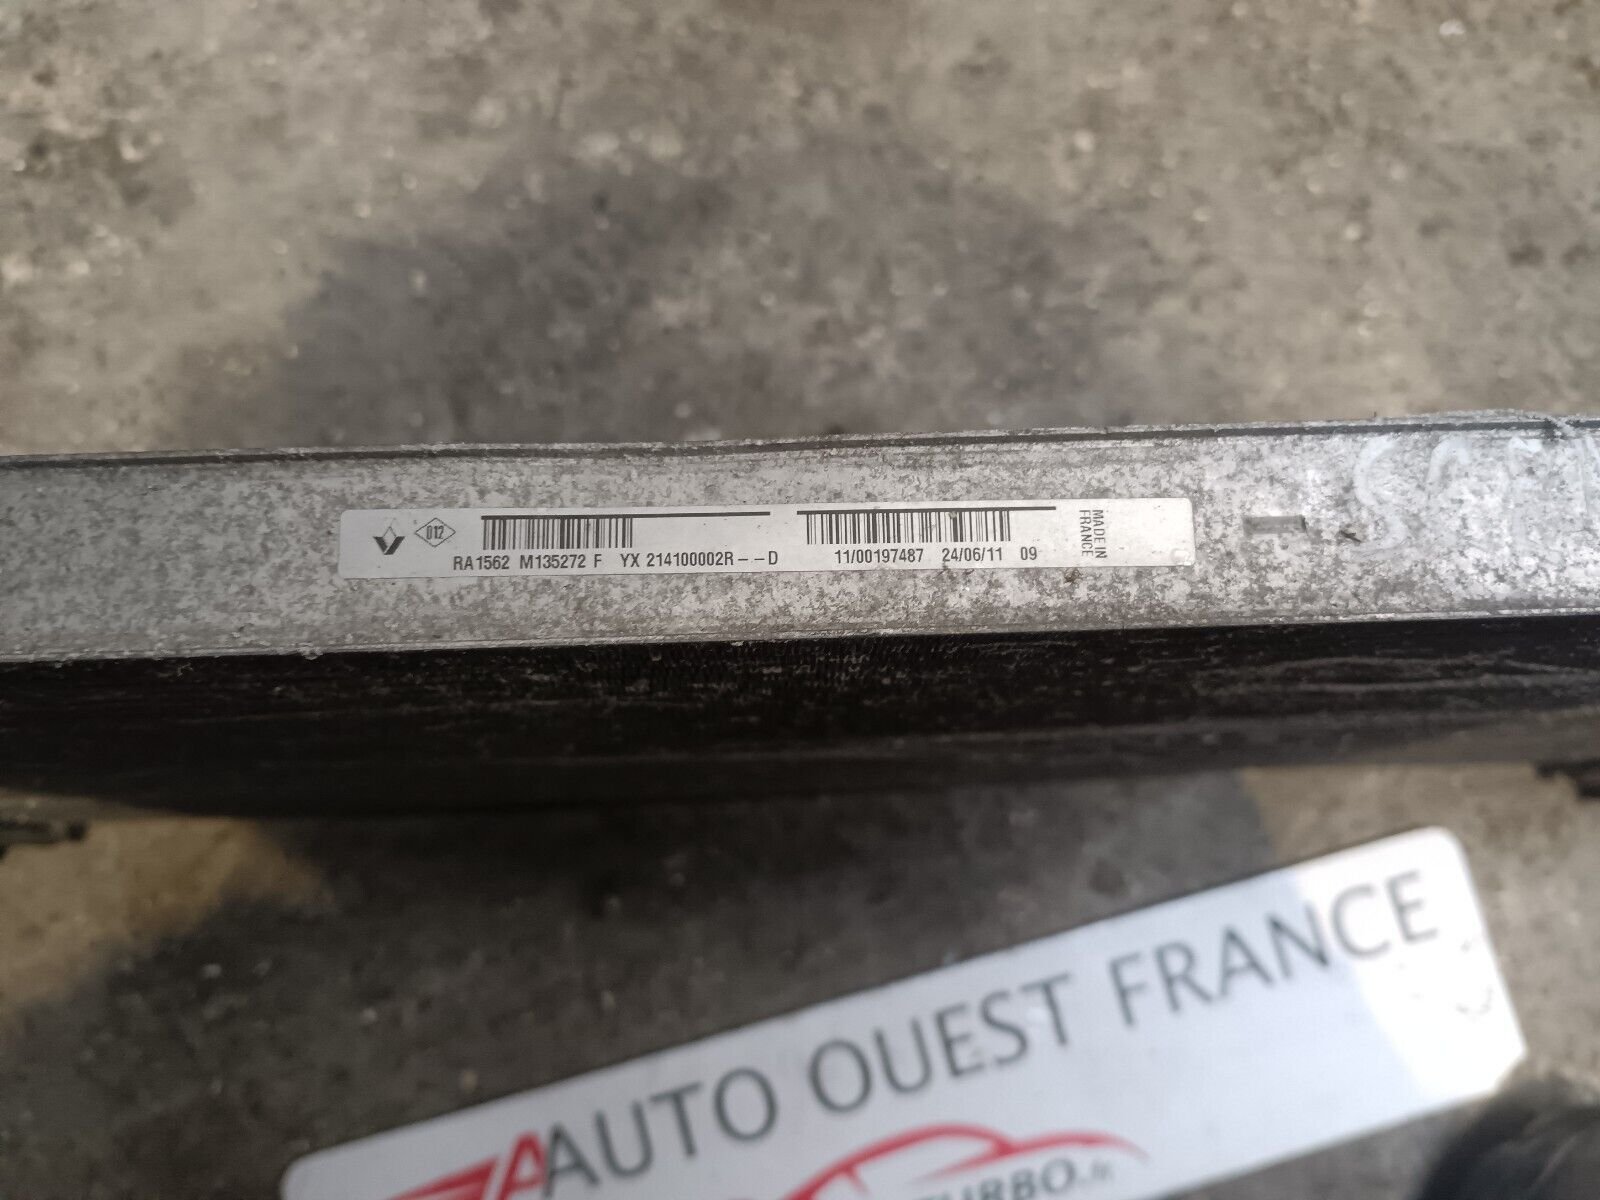 D12
RA1562 M135272 F YX 214100002R--D 11/00197487 24/06/11 09
MADE IN
FRANCE
AUTO OUEST FRANCE